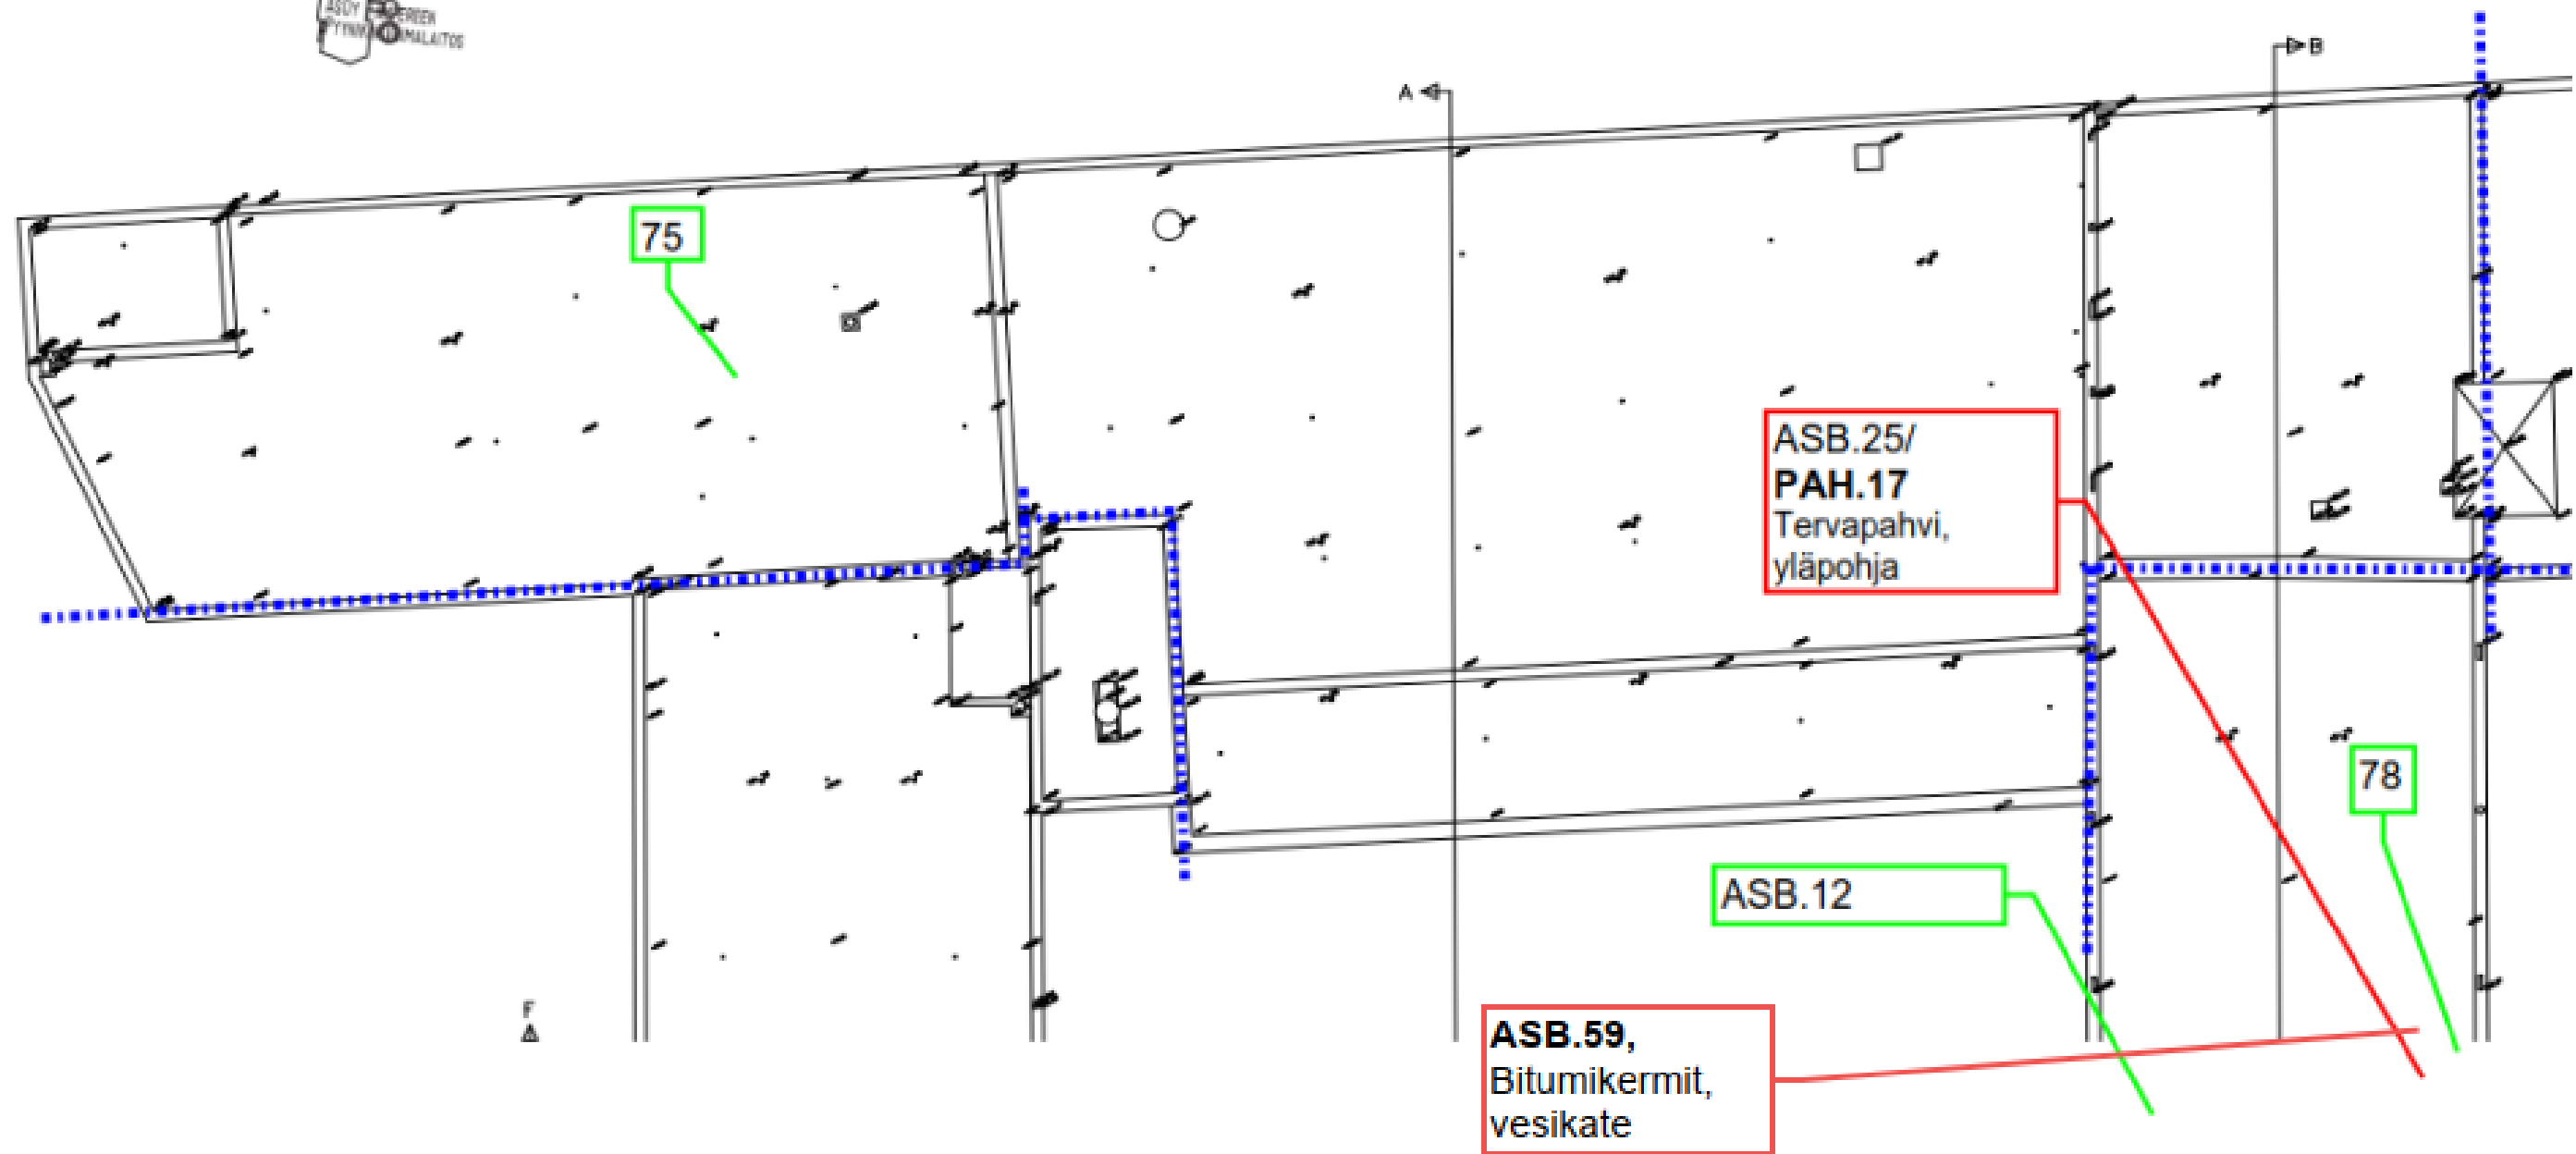 B
A
75
ASB.25/
PAH.17
Tervapahvi,
yläpohja
78
ASB.12
F
ASB.59,
Bitumikermit,
vesikate